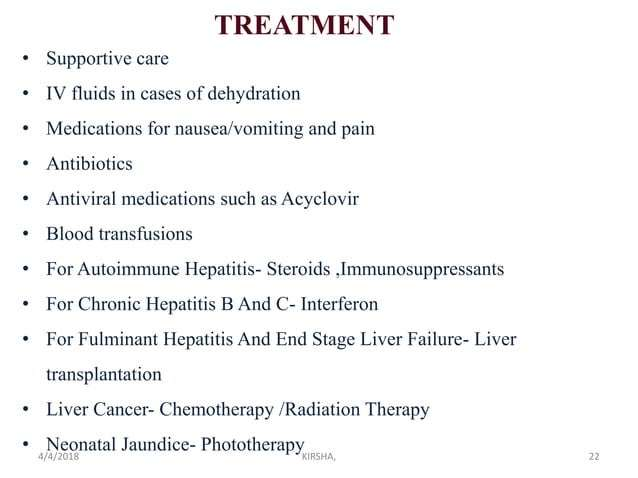 TREATMENT
• Supportive care
• IV fluids in cases of dehydration
• Medications for nausea/vomiting and pain
• Antibiotics
• Antiviral medications such as Acyclovir
• Blood transfusions
• For Autoimmune Hepatitis- Steroids ,Immunosuppressants
• For Chronic Hepatitis B And C- Interferon
• For Fulminant Hepatitis And End Stage Liver Failure- Liver
transplantation
• Liver Cancer- Chemotherapy /Radiation Therapy
• Neonatal Jaundice- Phototherapy
4/4/2018 KIRSHA, 22